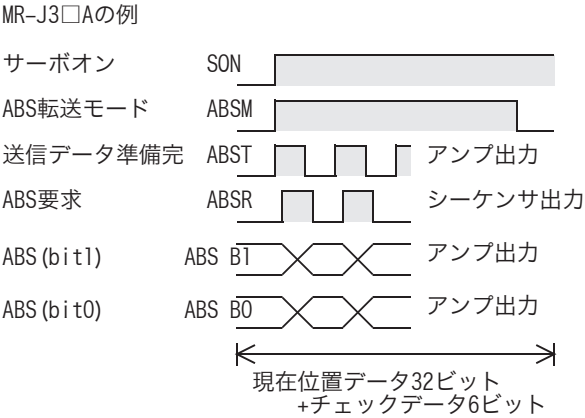 MR-J3□Aの例
サーボオン SON
ABS転送モード ABSM
送信データ準備完 ABST アンプ出力
ABS要求 ABSR シーケンサ出力
ABS(bit1) ABS B1 アンプ出力
ABS(bit0) ABS B0 アンプ出力
現在位置データ32ビット
+チェックデータ6ビット